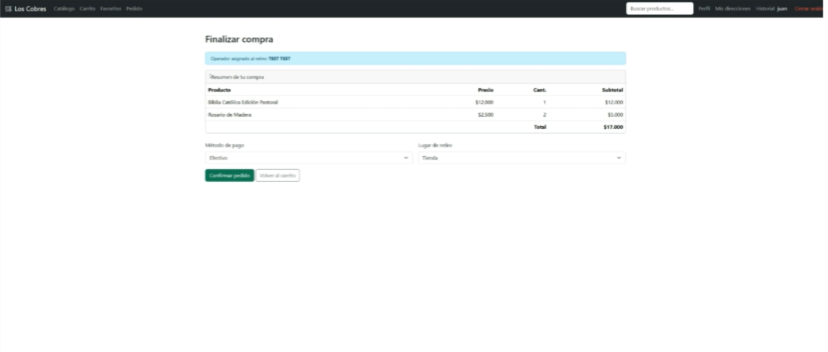 Los Cobres Catálogo Carrito Favoritos Pedido Buscar productos... Perfil Mis direcciones Historial juan Cerrar sesión
Finalizar compra
Operador asignado al retiro: TEST TEST
Resumen de tu compra
Producto Precio Cant. Subtotal
Biblia Católica Edición Pastoral $12.000 1 $12.000
Rosario de Madera $2.500 2 $5.000
Total $17.000
Método de pago Lugar de retiro
Efectivo Tienda
Confirmar pedido Volver al carrito